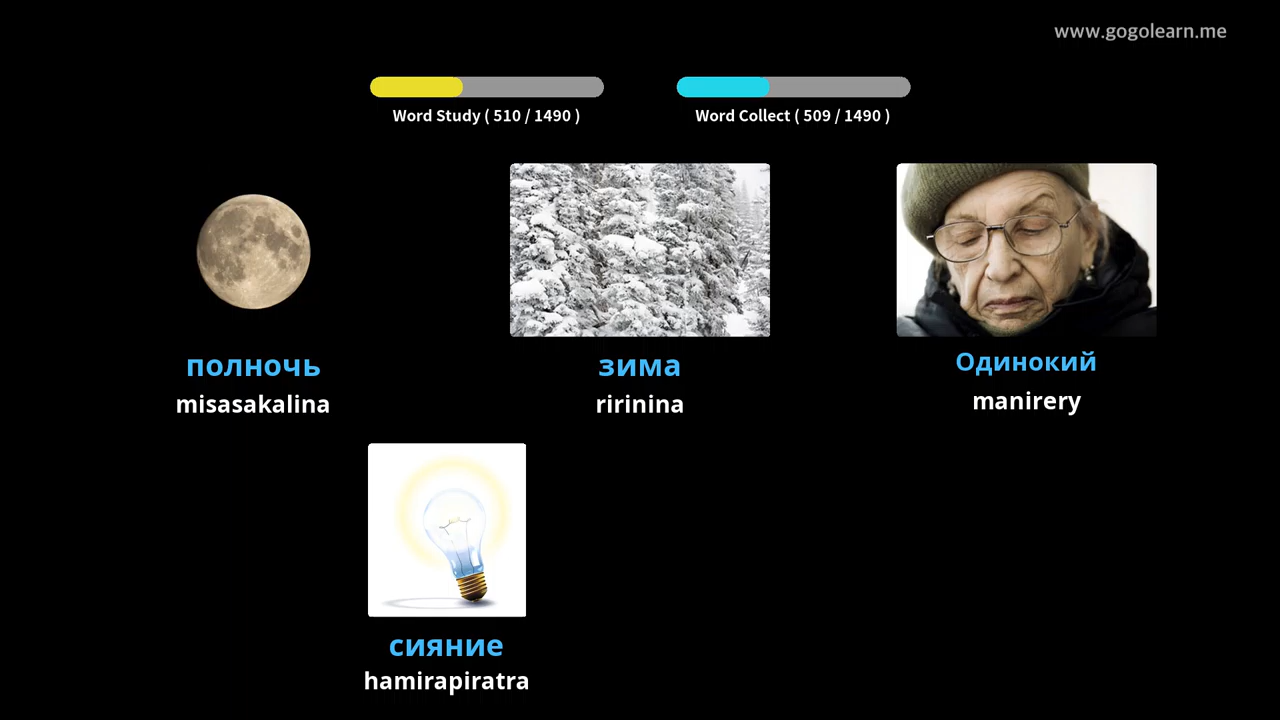 www.gogolearn.me
Word Study ( 510 / 1490 )
Word Collect ( 509 / 1490 )
полночь
misasakalina
зима
ririnina
Одинокий
manirery
сияние
hamirapiratra